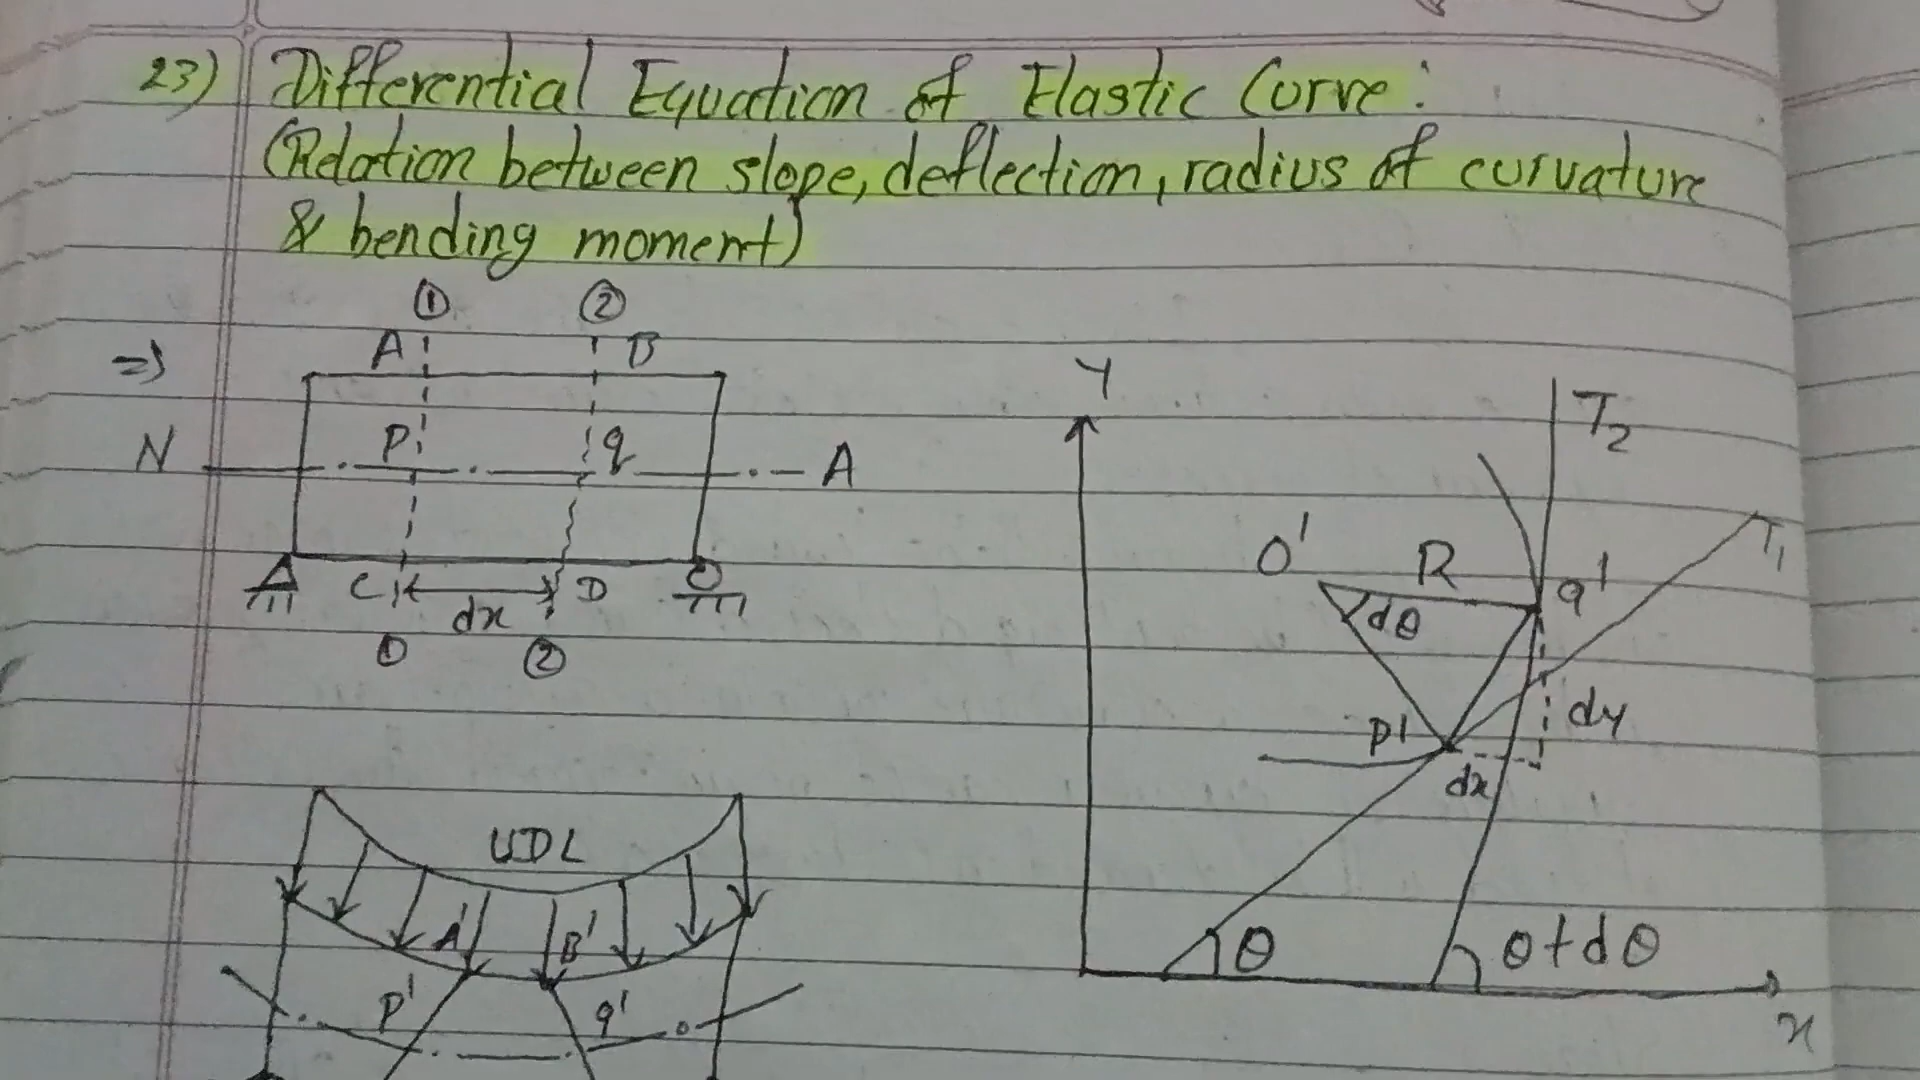 23) Differential Equation of Elastic Curve:
(Relation between slope, deflection, radius of curvature
& bending moment)
① ②
=> A B
N P q A
C dx D
① ②
Y
T2
T1
O' R q'
dθ
P' dy
dx
θ θ+dθ
x
UDL
A' B'
P' q'